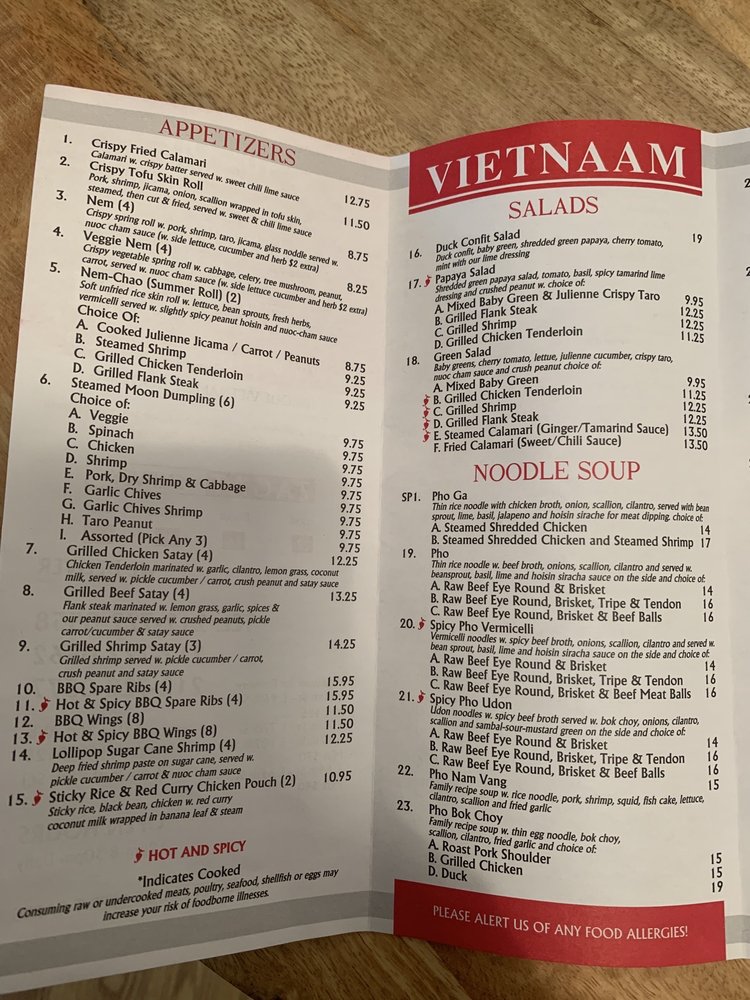 APPETIZERS
1. Crispy Fried Calamari
Calamari w. crispy batter served w. sweet chili lime sauce 12.75
2. Crispy Tofu Skin Roll
Pork, shrimp, jicama, onion, scallion wrapped in tofu skin,
steamed, then cut & fried, served w. sweet & chili lime sauce 11.50
3. Nem (4)
Crispy spring roll w. pork, shrimp, taro, jicama, glass noddle served w.
nuoc cham sauce (w. side lettuce, cucumber and herb $2 extra) 8.75
4. Veggie Nem (4)
Crispy vegetable spring roll w. cabbage, celery, tree mushroom, peanut,
carrot, served w. nuoc cham sauce (w. side lettuce cucumber and herb $2 extra) 8.25
5. Nem-Chao (Summer Roll) (2)
Soft unfried rice skin roll w. lettuce, bean sprouts, fresh herbs,
vermicelli served w. slightly spicy peanut hoisin and nuoc-cham sauce
Choice Of:
A. Cooked Julienne Jicama / Carrot / Peanuts 8.75
B. Steamed Shrimp 9.25
C. Grilled Chicken Tenderloin 9.25
D. Grilled Flank Steak 9.25
6. Steamed Moon Dumpling (6)
Choice of:
A. Veggie 9.75
B. Spinach 9.75
C. Chicken 9.75
D. Shrimp 9.75
E. Pork, Dry Shrimp & Cabbage 9.75
F. Garlic Chives 9.75
G. Garlic Chives Shrimp 9.75
H. Taro Peanut 9.75
I. Assorted (Pick Any 3) 9.75
7. Grilled Chicken Satay (4) 12.25
Chicken Tenderloin marinated w. garlic, cilantro, lemon grass, coconut
milk, served w. pickle cucumber / carrot, crush peanut and satay sauce
8. Grilled Beef Satay (4) 13.25
Flank steak marinated w. lemon grass, garlic, spices &
our peanut sauce served w. crushed peanuts, pickle
carrot/cucumber & satay sauce
9. Grilled Shrimp Satay (3) 14.25
Grilled shrimp served w. pickle cucumber / carrot,
crush peanut and satay sauce
10. BBQ Spare Ribs (4) 15.95
11. Hot & Spicy BBQ Spare Ribs (4) 15.95
12. BBQ Wings (8) 11.50
13. Hot & Spicy BBQ Wings (8) 11.50
14. Lollipop Sugar Cane Shrimp (4) 12.25
Deep fried shrimp paste on sugar cane, served w.
pickle cucumber / carrot & nuoc cham sauce
15. Sticky Rice & Red Curry Chicken Pouch (2) 10.95
Sticky rice, black bean, chicken w. red curry
coconut milk wrapped in banana leaf & steam
HOT AND SPICY
*Indicates Cooked
Consuming raw or undercooked meats, poultry, seafood, shellfish or eggs may
increase your risk of foodborne illnesses.
VIETNAAM
SALADS
16. Duck Confit Salad 19
Duck confit, baby green, shredded green papaya, cherry tomato,
mint with our lime dressing
17. Papaya Salad
Shredded green papaya salad, tomato, basil, spicy tamarind lime
dressing and crushed peanut w. choice of:
A. Mixed Baby Green & Julienne Crispy Taro 9.95
B. Grilled Flank Steak 12.25
C. Grilled Shrimp 12.25
D. Grilled Chicken Tenderloin 11.25
18. Green Salad
Baby greens, cherry tomato, lettue, julienne cucumber, crispy taro,
nuoc cham sauce and crush peanut choice of:
A. Mixed Baby Green 9.95
B. Grilled Chicken Tenderloin 11.25
C. Grilled Shrimp 12.25
D. Grilled Flank Steak 12.25
E. Steamed Calamari (Ginger/Tamarind Sauce) 13.50
F. Fried Calamari (Sweet/Chili Sauce) 13.50
NOODLE SOUP
SP1. Pho Ga
Thin rice noodle with chicken broth, onion, scallion, cilantro, served with bean
sprout, lime, basil, jalapeno and hoisin sirache for meat dipping. choice of:
A. Steamed Shredded Chicken 14
B. Steamed Shredded Chicken and Steamed Shrimp 17
19. Pho
Thin rice noodle w. beef broth, onions, scallion, cilantro and served w.
beansprout, basil, lime and hoisin siracha sauce on the side and choice of:
A. Raw Beef Eye Round & Brisket 14
B. Raw Beef Eye Round, Brisket, Tripe & Tendon 16
C. Raw Beef Eye Round, Brisket & Beef Balls 16
20. Spicy Pho Vermicelli
Vermicelli noodles w. spicy beef broth, onions, scallion, cilantro and served w.
bean sprout, basil, lime and hoisin siracha sauce on the side and choice of:
A. Raw Beef Eye Round & Brisket 14
B. Raw Beef Eye Round, Brisket, Tripe & Tendon 16
C. Raw Beef Eye Round, Brisket & Beef Meat Balls 16
21. Spicy Pho Udon
Udon noodles w. spicy beef broth served w. bok choy, onions, cilantro,
scallion and sambal-sour-mustard green on the side and choice of:
A. Raw Beef Eye Round & Brisket 14
B. Raw Beef Eye Round, Brisket, Tripe & Tendon 16
C. Raw Beef Eye Round, Brisket & Beef Balls 16
22. Pho Nam Vang 15
Family recipe soup w. rice noodle, pork, shrimp, squid, fish cake, lettuce,
cilantro, scallion and fried garlic
23. Pho Bok Choy
Family recipe soup w. thin egg noodle, bok choy,
scallion, cilantro, fried garlic and choice of:
A. Roast Pork Shoulder 15
B. Grilled Chicken 15
D. Duck 19
PLEASE ALERT US OF ANY FOOD ALLERGIES!